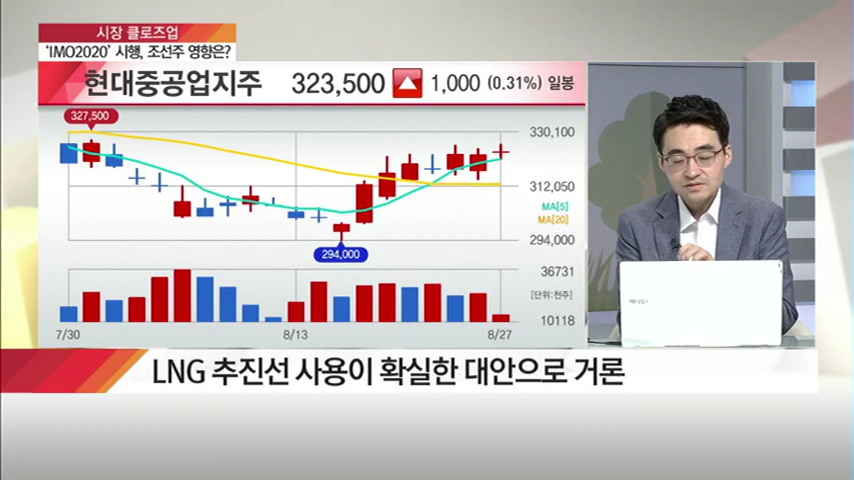 시장 클로즈업
‘IMO2020’ 시행, 조선주 영향은?
현대중공업지주 323,500 1,000 (0.31%) 일봉
327,500
330,100
312,050
MA[5]
MA[20]
294,000
294,000
36731
[단위:천주]
10118
7/30 8/13 8/27
LNG 추진선 사용이 확실한 대안으로 거론